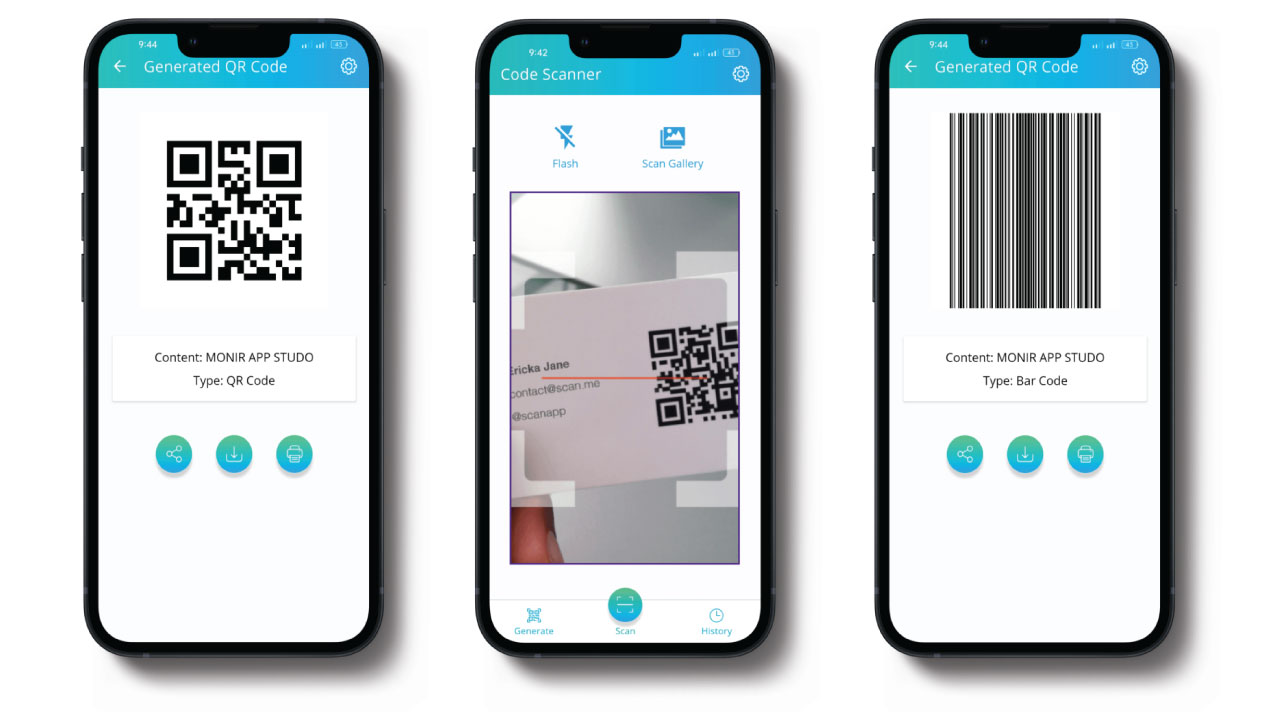 9:44
45
Generated QR Code
Content: MONIR APP STUDO
Type: QR Code
9:42
43
Code Scanner
Flash
Scan Gallery
Ericka Jane
contact@scan.me
@scanapp
Generate
Scan
History
9:44
Generated QR Code
Content: MONIR APP STUDO
Type: Bar Code